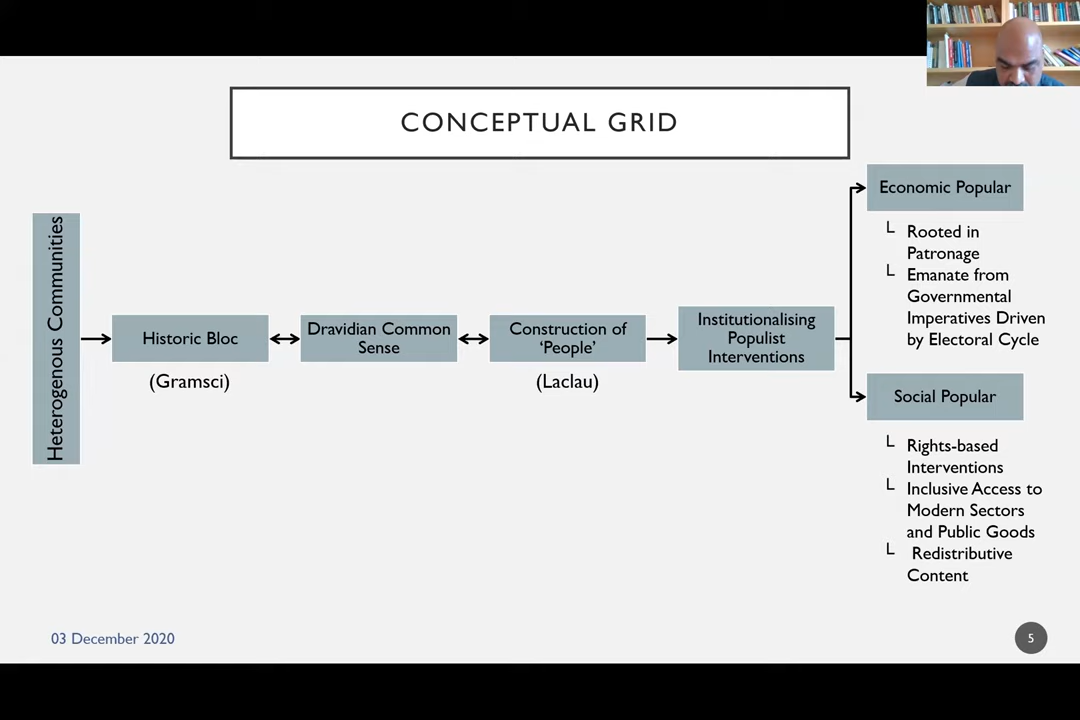 CONCEPTUAL GRID
Heterogenous Communities
Historic Bloc
(Gramsci)
Dravidian Common
Sense
Construction of
‘People’
(Laclau)
Institutionalising
Populist
Interventions
Economic Popular
Rooted in
Patronage
Emanate from
Governmental
Imperatives Driven
by Electoral Cycle
Social Popular
Rights-based
Interventions
Inclusive Access to
Modern Sectors
and Public Goods
Redistributive
Content
03 December 2020
5